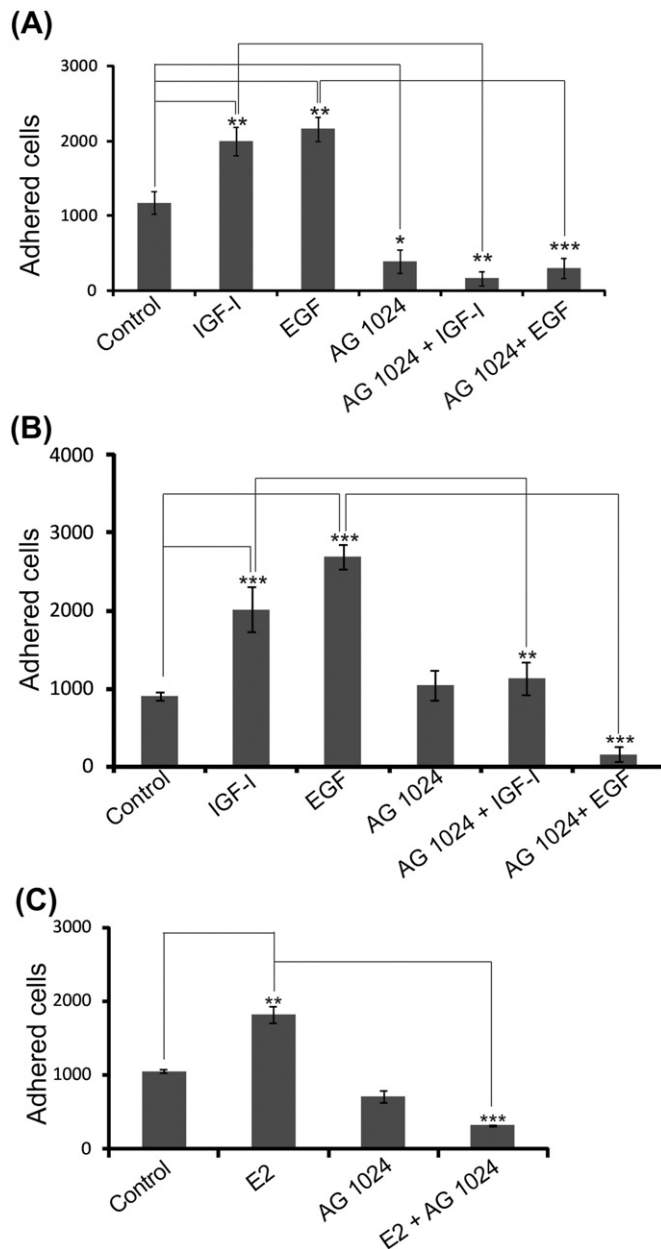 (A)
3000
2000
1000
0
Adhered cells
**
**
*
**
***
Control
IGF-I
EGF
AG 1024
AG 1024 + IGF-I
AG 1024+ EGF
(B)
4000
3000
2000
1000
0
Adhered cells
***
***
**
***
Control
IGF-I
EGF
AG 1024
AG 1024 + IGF-I
AG 1024+ EGF
(C)
3000
2000
1000
0
Adhered cells
**
***
Control
E2
AG 1024
E2 + AG 1024